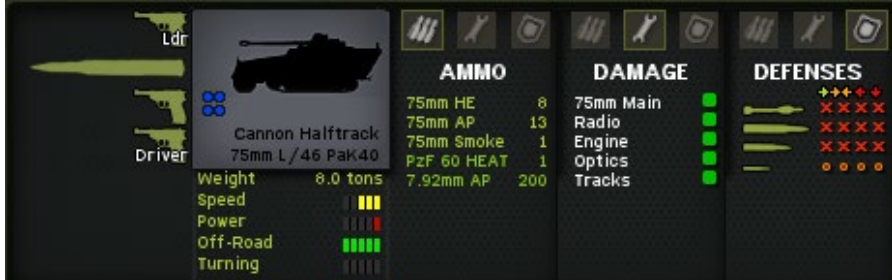 Ldr
Driver
Cannon Halftrack
75mm L/46 PaK40
Weight 8.0 tons
Speed
Power
Off-Road
Turning
AMMO
75mm HE 8
75mm AP 13
75mm Smoke 1
PzF 60 HEAT 1
7.92mm AP 200
DAMAGE
75mm Main
Radio
Engine
Optics
Tracks
DEFENSES